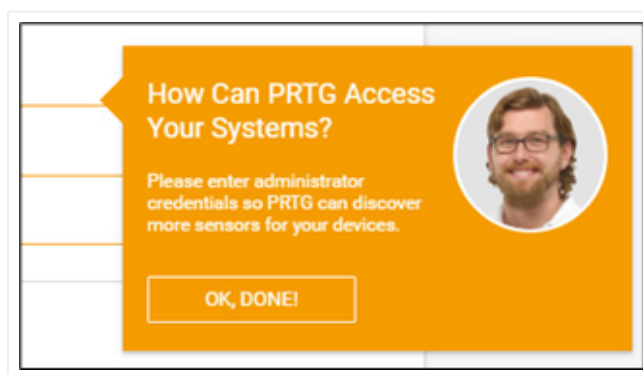 How Can PRTG Access
Your Systems?
Please enter administrator
credentials so PRTG can discover
more sensors for your devices.
OK, DONE!